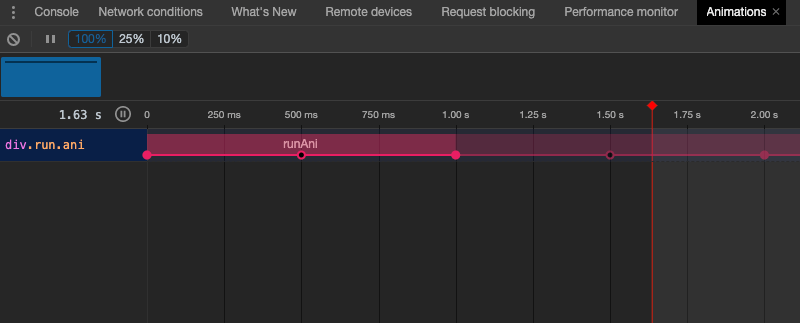 Console Network conditions What's New Remote devices Request blocking Performance monitor Animations ×
100% 25% 10%
1.63 s 0 250 ms 500 ms 750 ms 1.00 s 1.25 s 1.50 s 1.75 s 2.00 s
div.run.ani runAni